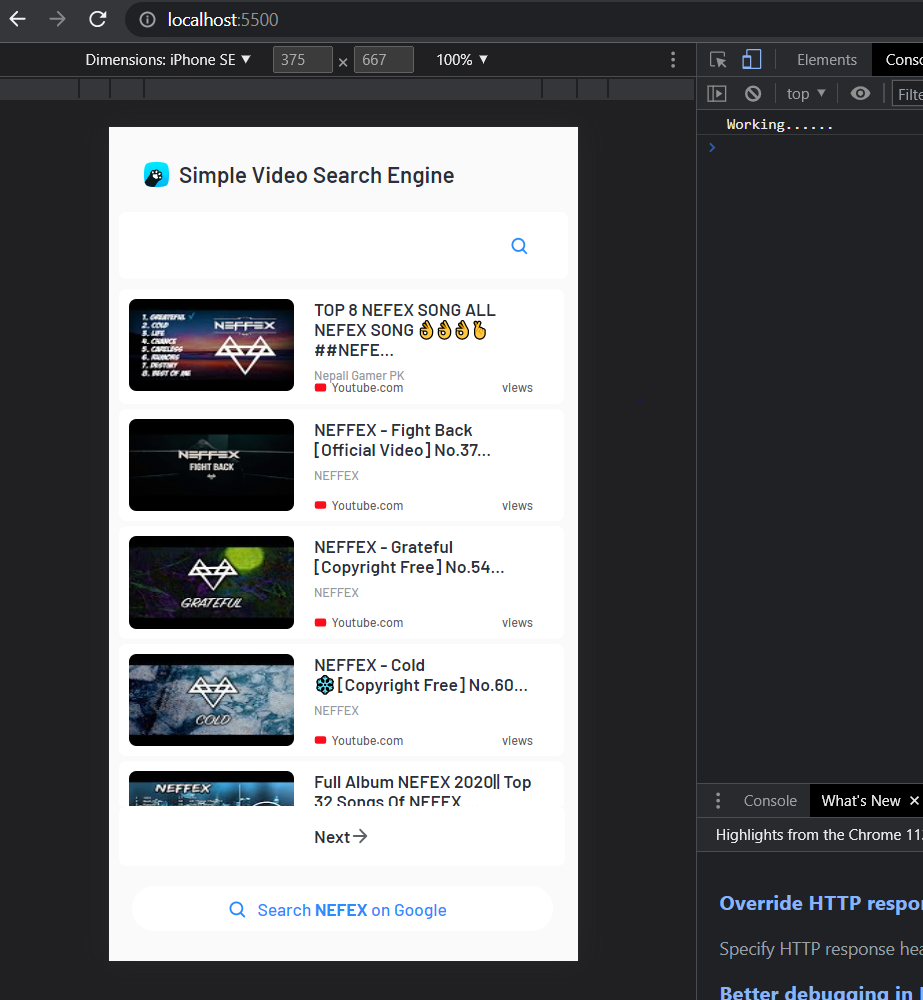 localhost:5500
Dimensions: iPhone SE ▼ 375 × 667 100% ▼
Elements Conso
top ▼ Filte
Working......
Simple Video Search Engine
1. GREATEFUL ✓
2. COLD
3. LIFE
4. CHANCE
5. CARELESS
6. RUMORS
7. DESTINY
8. BEST OF ME
NEFFEX
TOP 8 NEFEX SONG ALL
NEFEX SONG 👌👌👌🫰
##NEFE...
Nepali Gamer PK
Youtube.com views
NEFFEX
FIGHT BACK
NEFFEX - Fight Back
[Official Video] No.37...
NEFFEX
Youtube.com views
GRATEFUL
NEFFEX - Grateful
[Copyright Free] No.54...
NEFFEX
Youtube.com views
COLD
NEFFEX - Cold
❄[Copyright Free] No.60...
NEFFEX
Youtube.com views
NEFFEX
Full Album NEFEX 2020|| Top
32 Songs Of NEFFEX
Next→
Search NEFEX on Google
Console What's New ×
Highlights from the Chrome 11
Override HTTP respon
Specify HTTP response hea
Better debugging in